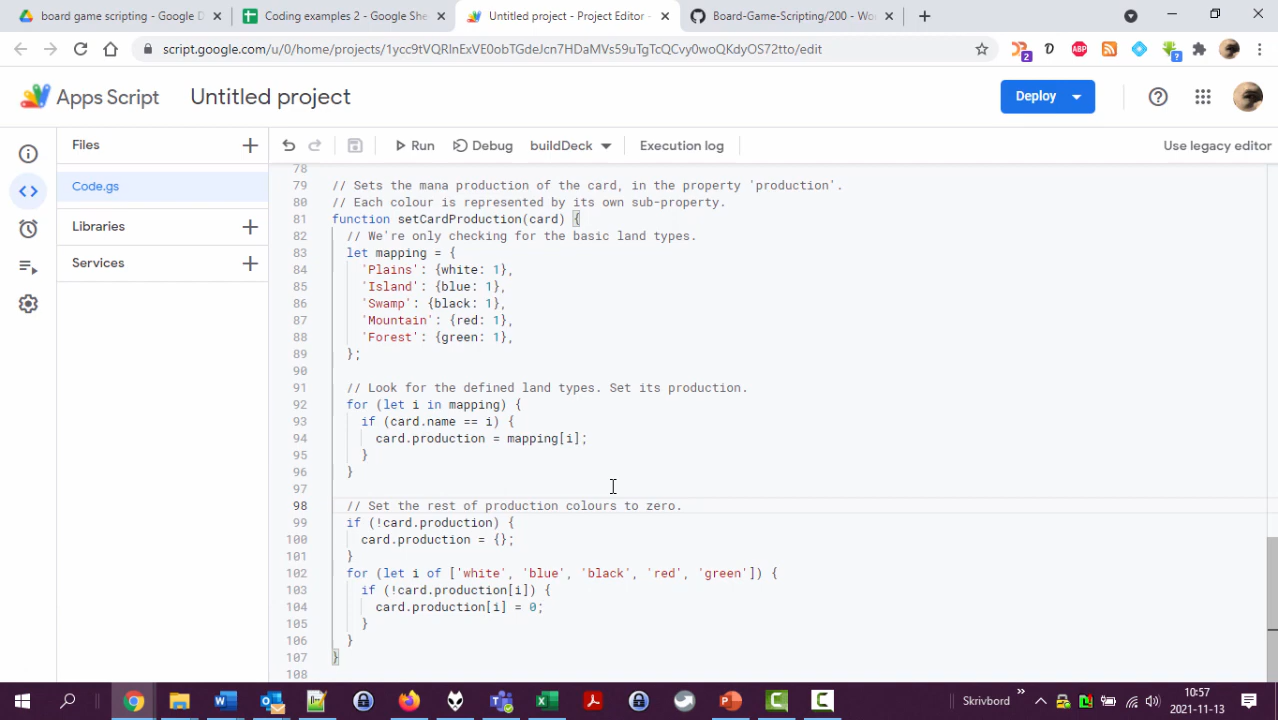 board game scripting - Google D
Coding examples 2 - Google She
Untitled project - Project Editor -
Board-Game-Scripting/200 - Wo
script.google.com/u/0/home/projects/1ycc9tVQRlnExVE0obTGdeJcn7HDaMVs59uTgTcQCvy0woQKdyOS72tto/edit
2
ABP
?
Apps Script
Untitled project
Deploy
Files
Run
Debug
buildDeck
Execution log
Use legacy editor
Code.gs
Libraries
Services
78
79 // Sets the mana production of the card, in the property 'production'.
80 // Each colour is represented by its own sub-property.
81 function setCardProduction(card) {
82 // We're only checking for the basic land types.
83 let mapping = {
84 'Plains': {white: 1},
85 'Island': {blue: 1},
86 'Swamp': {black: 1},
87 'Mountain': {red: 1},
88 'Forest': {green: 1},
89 };
90
91 // Look for the defined land types. Set its production.
92 for (let i in mapping) {
93 if (card.name == i) {
94 card.production = mapping[i];
95 }
96 }
97
98 // Set the rest of production colours to zero.
99 if (!card.production) {
100 card.production = {};
101 }
102 for (let i of ['white', 'blue', 'black', 'red', 'green']) {
103 if (!card.production[i]) {
104 card.production[i] = 0;
105 }
106 }
107 }
108
Skrivbord
10:57
2021-11-13